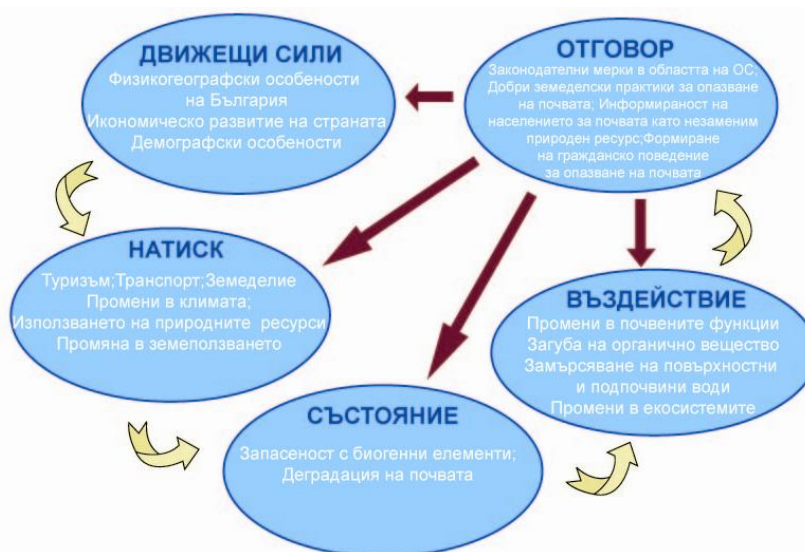 ДВИЖЕЩИ СИЛИ
Физикогеографски особености
на България
Икономическо развитие на страната
Демографски особености
ОТГОВОР
Законодателни мерки в областта на ОС;
Добри земеделски практики за опазване
на почвата; Информираност на
населението за почвата като незаменим
природен ресурс;Формиране
на гражданско поведение
за опазване на почвата
НАТИСК
Туризъм;Транспорт;Земеделие
Промени в климата;
Използването на природните ресурси
Промяна в земеползването
ВЪЗДЕЙСТВИЕ
Промени в почвените функции
Загуба на органично вещество
Замърсяване на повърхностни
и подпочвини води
Промени в екосистемите
СЪСТОЯНИЕ
Запасеност с биогенни елементи;
Деградация на почвата